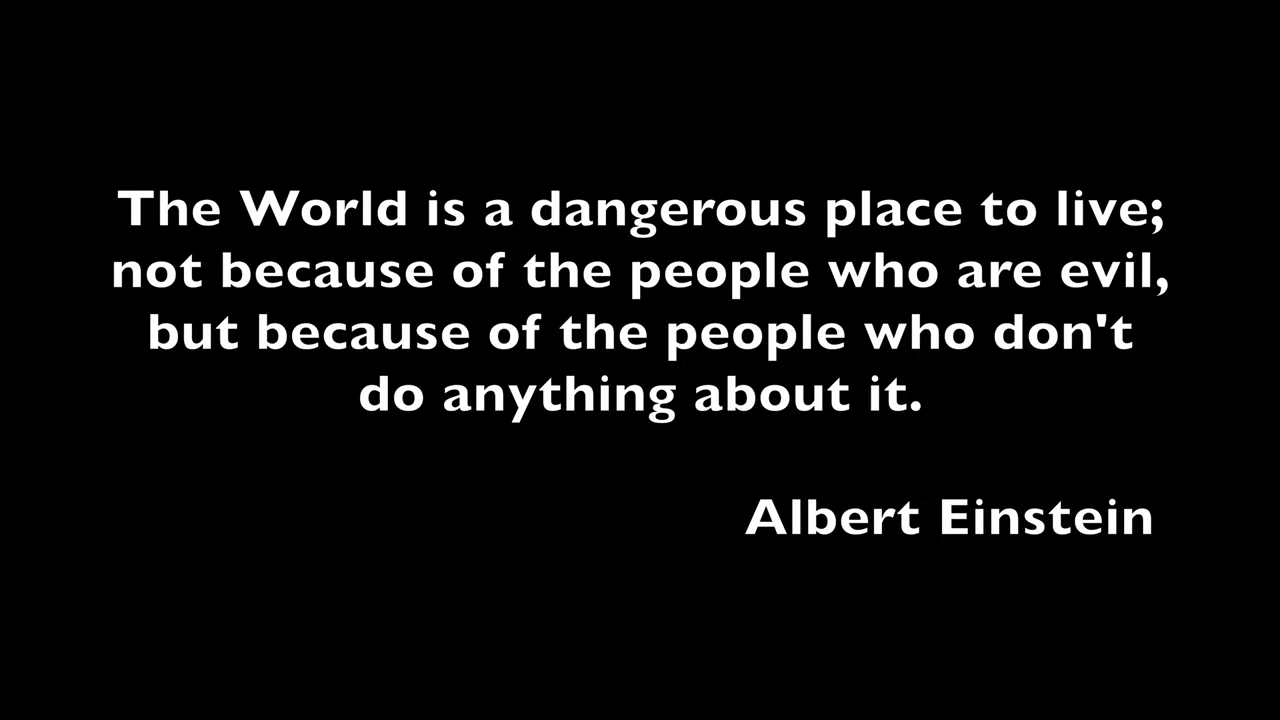 The World is a dangerous place to live;
not because of the people who are evil,
but because of the people who don't
do anything about it.
Albert Einstein